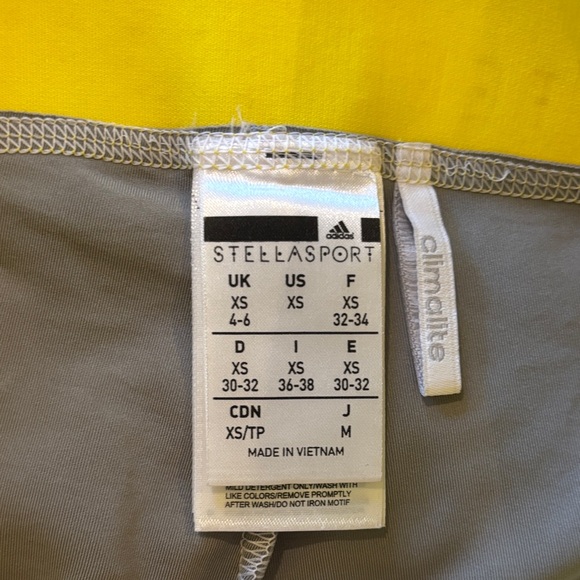 adidas
STELLASPORT
UK US F
XS XS XS
4-6 32-34
D I E
XS XS XS
30-32 36-38 30-32
CDN J
XS/TP M
MADE IN VIETNAM
MILD DETERGENT ONLY/WASH WITH
LIKE COLORS/REMOVE PROMPTLY
AFTER WASH/DO NOT IRON MOTIF
climalite